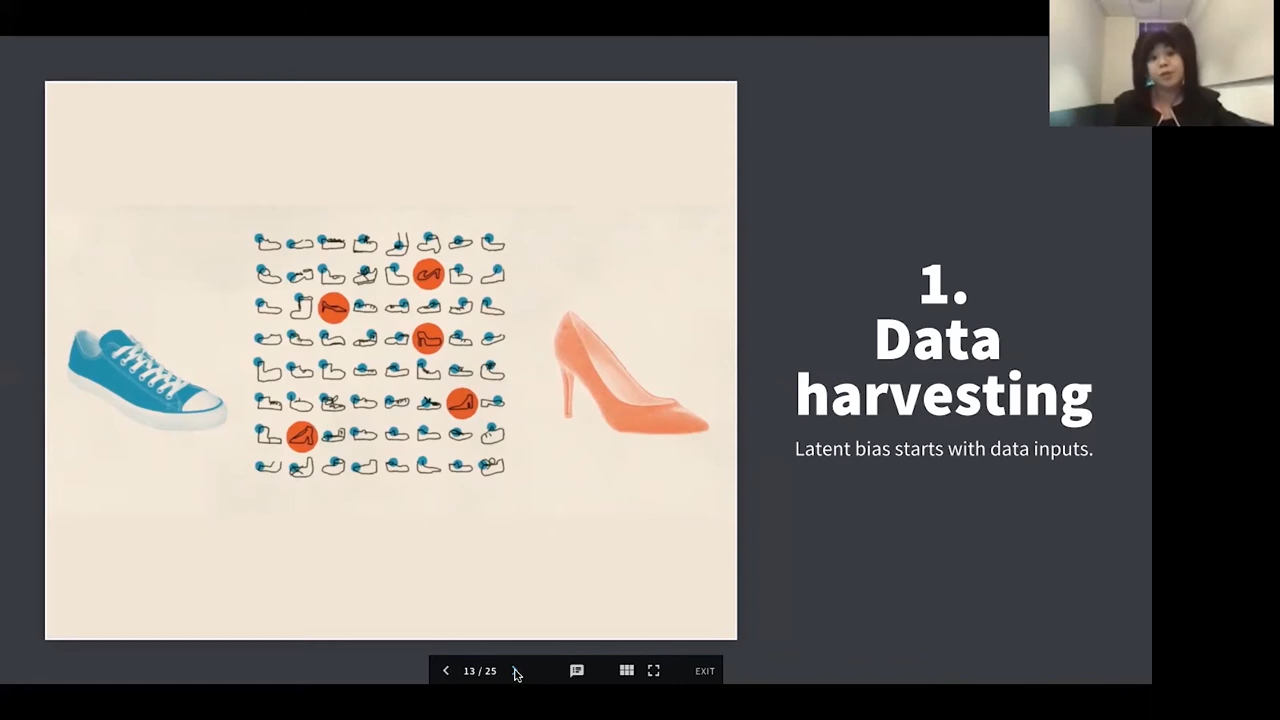 1.
Data
harvesting
Latent bias starts with data inputs.
13 / 25
EXIT